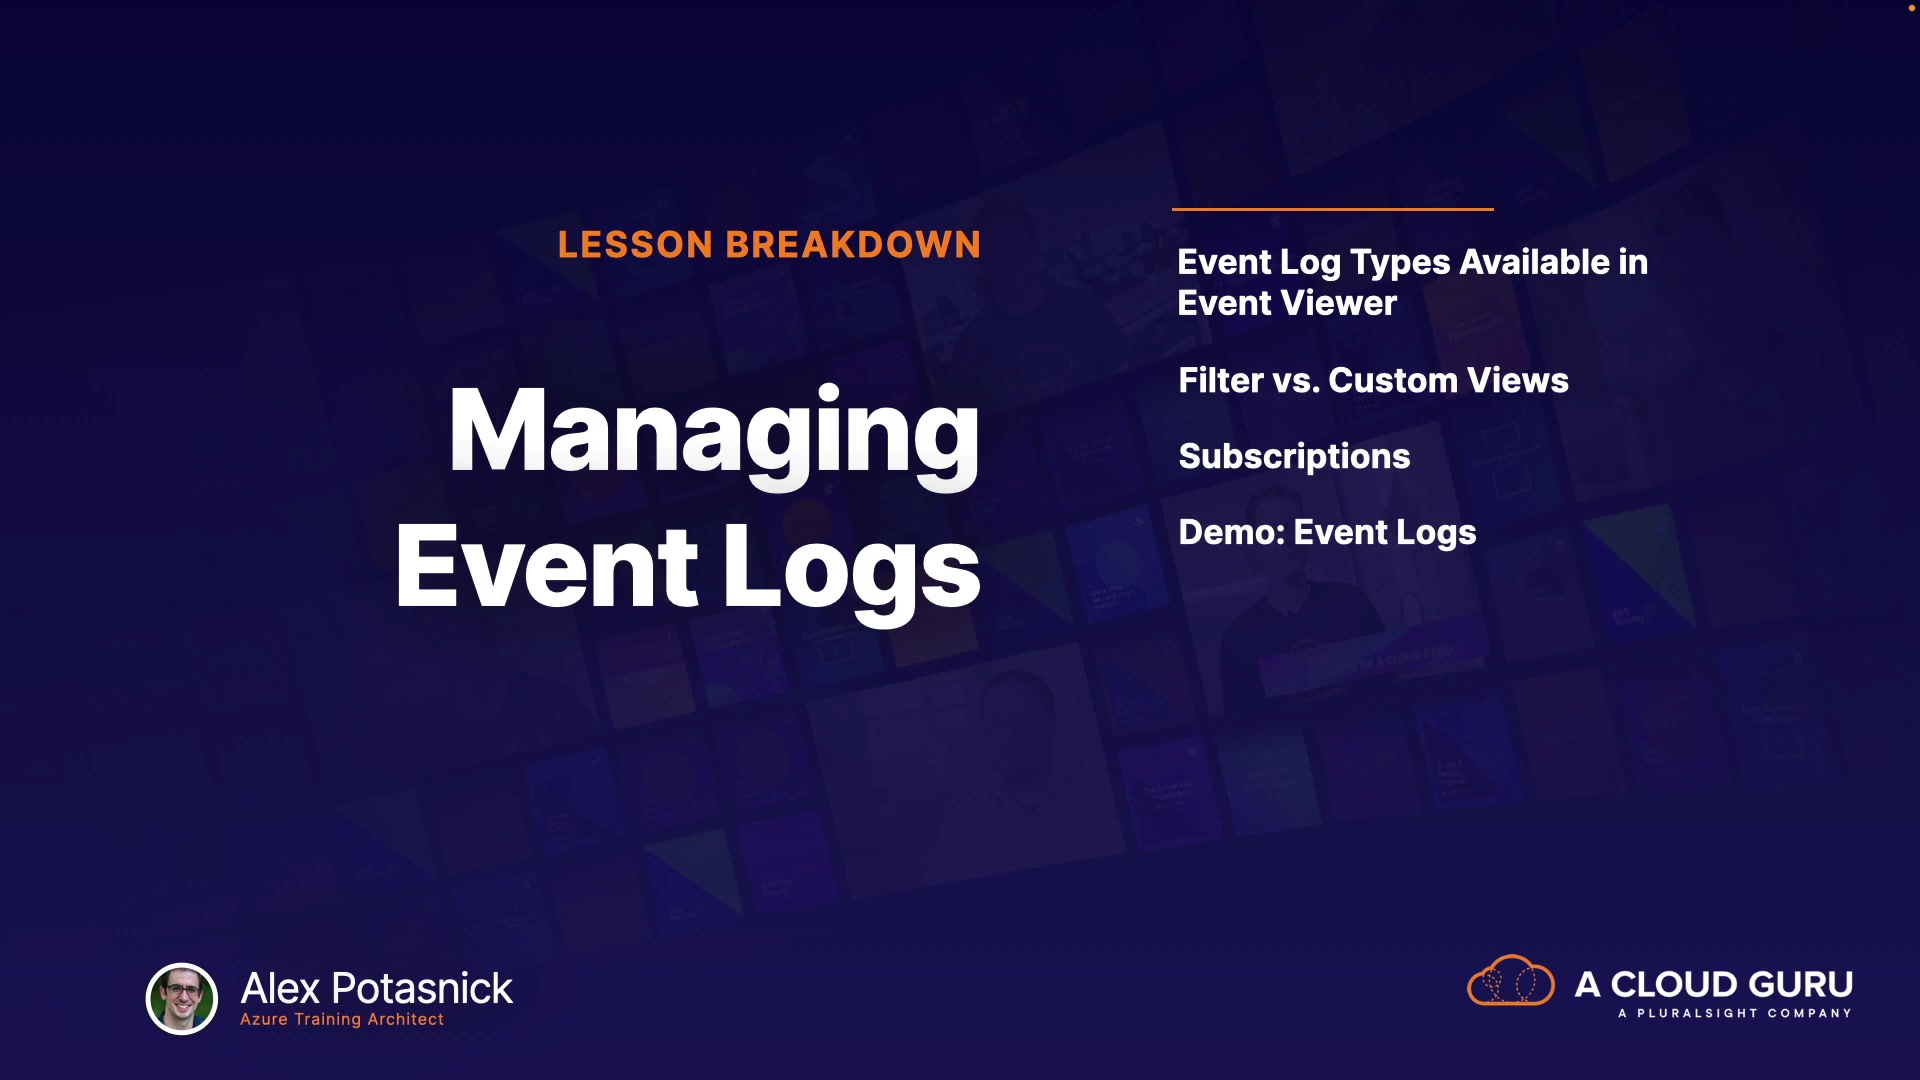 LESSON BREAKDOWN
Managing
Event Logs
Event Log Types Available in
Event Viewer
Filter vs. Custom Views
Subscriptions
Demo: Event Logs
Alex Potasnick
Azure Training Architect
A CLOUD GURU
A PLURALSIGHT COMPANY